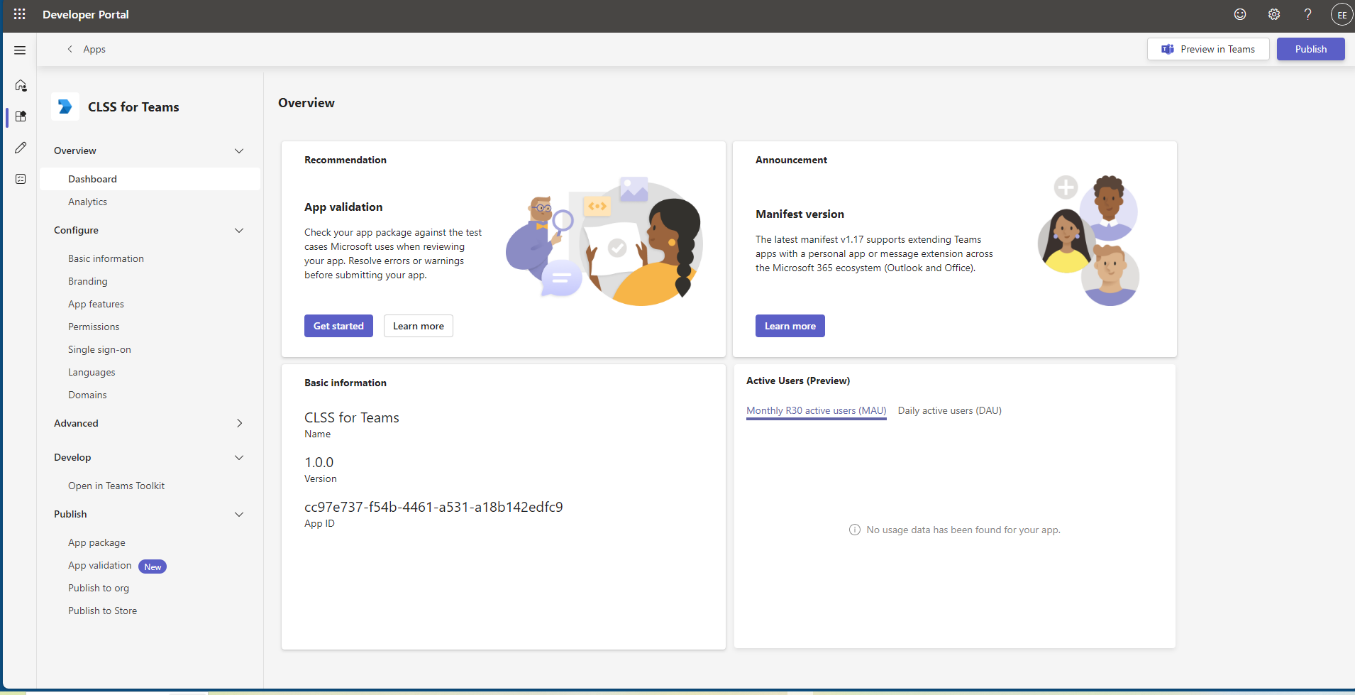 Developer Portal
?
EE
Apps
Preview in Teams
Publish
CLSS for Teams
Overview
Dashboard
Analytics
Configure
Basic information
Branding
App features
Permissions
Single sign-on
Languages
Domains
Advanced
Develop
Open in Teams Toolkit
Publish
App package
App validation New
Publish to org
Publish to Store
Overview
Recommendation
App validation
Check your app package against the test
cases Microsoft uses when reviewing
your app. Resolve errors or warnings
before submitting your app.
Get started
Learn more
Announcement
Manifest version
The latest manifest v1.17 supports extending Teams
apps with a personal app or message extension across
the Microsoft 365 ecosystem (Outlook and Office).
Learn more
Basic information
CLSS for Teams
Name
1.0.0
Version
cc97e737-f54b-4461-a531-a18b142edfc9
App ID
Active Users (Preview)
Monthly R30 active users (MAU)
Daily active users (DAU)
No usage data has been found for your app.